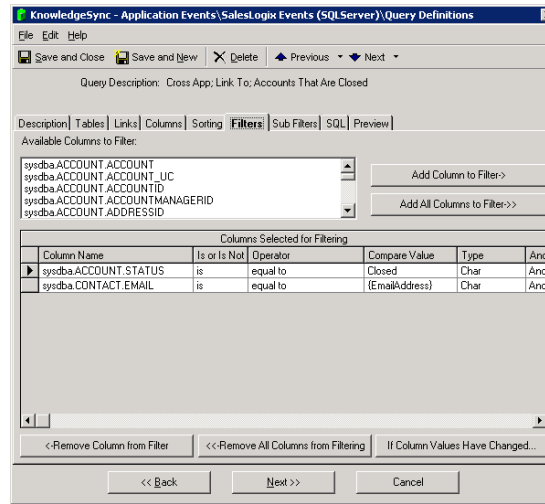 KnowledgeSync - Application Events\SalesLogix Events (SQLServer)\Query Definitions
File Edit Help
Save and Close Save and New Delete Previous Next
Query Description: Cross App; Link To; Accounts That Are Closed
Description Tables Links Columns Sorting Filters Sub Filters SQL Preview
Available Columns to Filter:
sysdba.ACCOUNT.ACCOUNT
sysdba.ACCOUNT.ACCOUNT_UC
sysdba.ACCOUNT.ACCOUNTID
sysdba.ACCOUNT.ACCOUNTMANAGERID
sysdba.ACCOUNT.ADDRESSID
Add Column to Filter->
Add All Columns to Filter->>
Columns Selected for Filtering
Column Name Is or Is Not Operator Compare Value Type And
sysdba.ACCOUNT.STATUS is equal to Closed Char And
sysdba.CONTACT.EMAIL is equal to {EmailAddress} Char And
<-Remove Column from Filter <<-Remove All Columns from Filtering If Column Values Have Changed...
<< Back Next >> Cancel